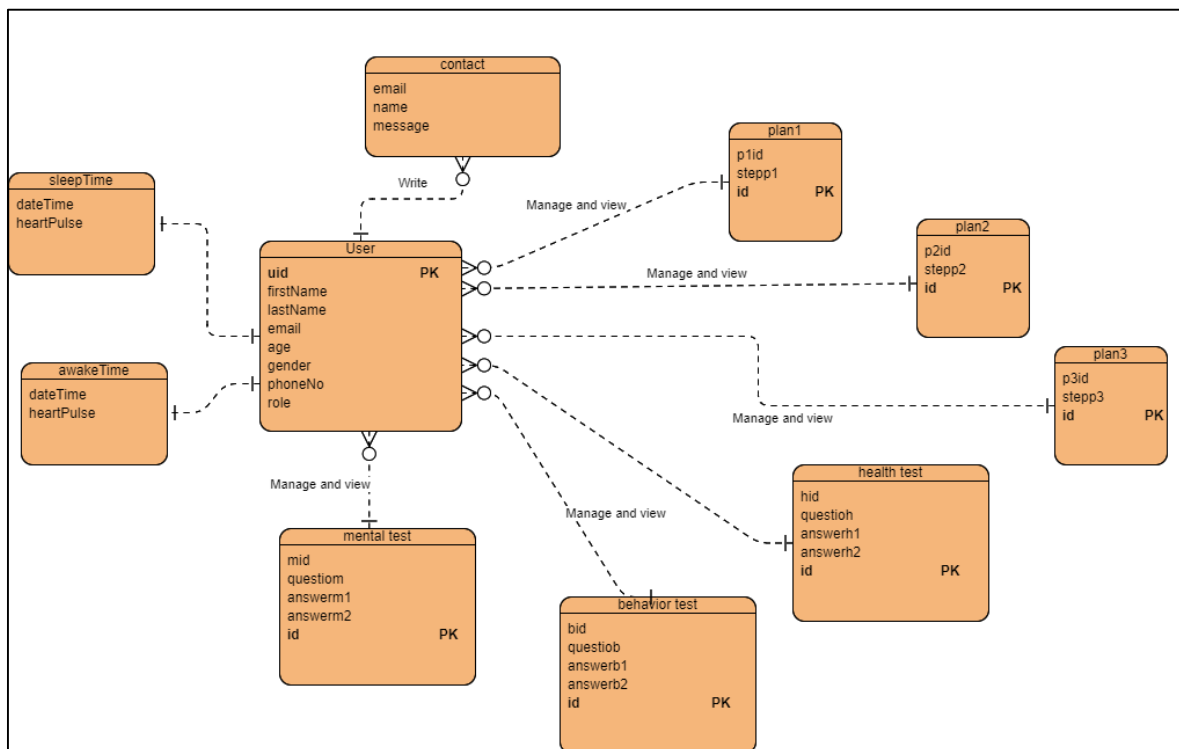 contact
email
name
message
Write
sleepTime
dateTime
heartPulse
plan1
p1id
stepp1
id PK
Manage and view
plan2
p2id
stepp2
id PK
Manage and view
User
uid PK
firstName
lastName
email
age
gender
phoneNo
role
awakeTime
dateTime
heartPulse
plan3
p3id
stepp3
id PK
Manage and view
health test
hid
questioh
answerh1
answerh2
id PK
Manage and view
mental test
mid
questiom
answerm1
answerm2
id PK
Manage and view
behavior test
bid
questiob
answerb1
answerb2
id PK